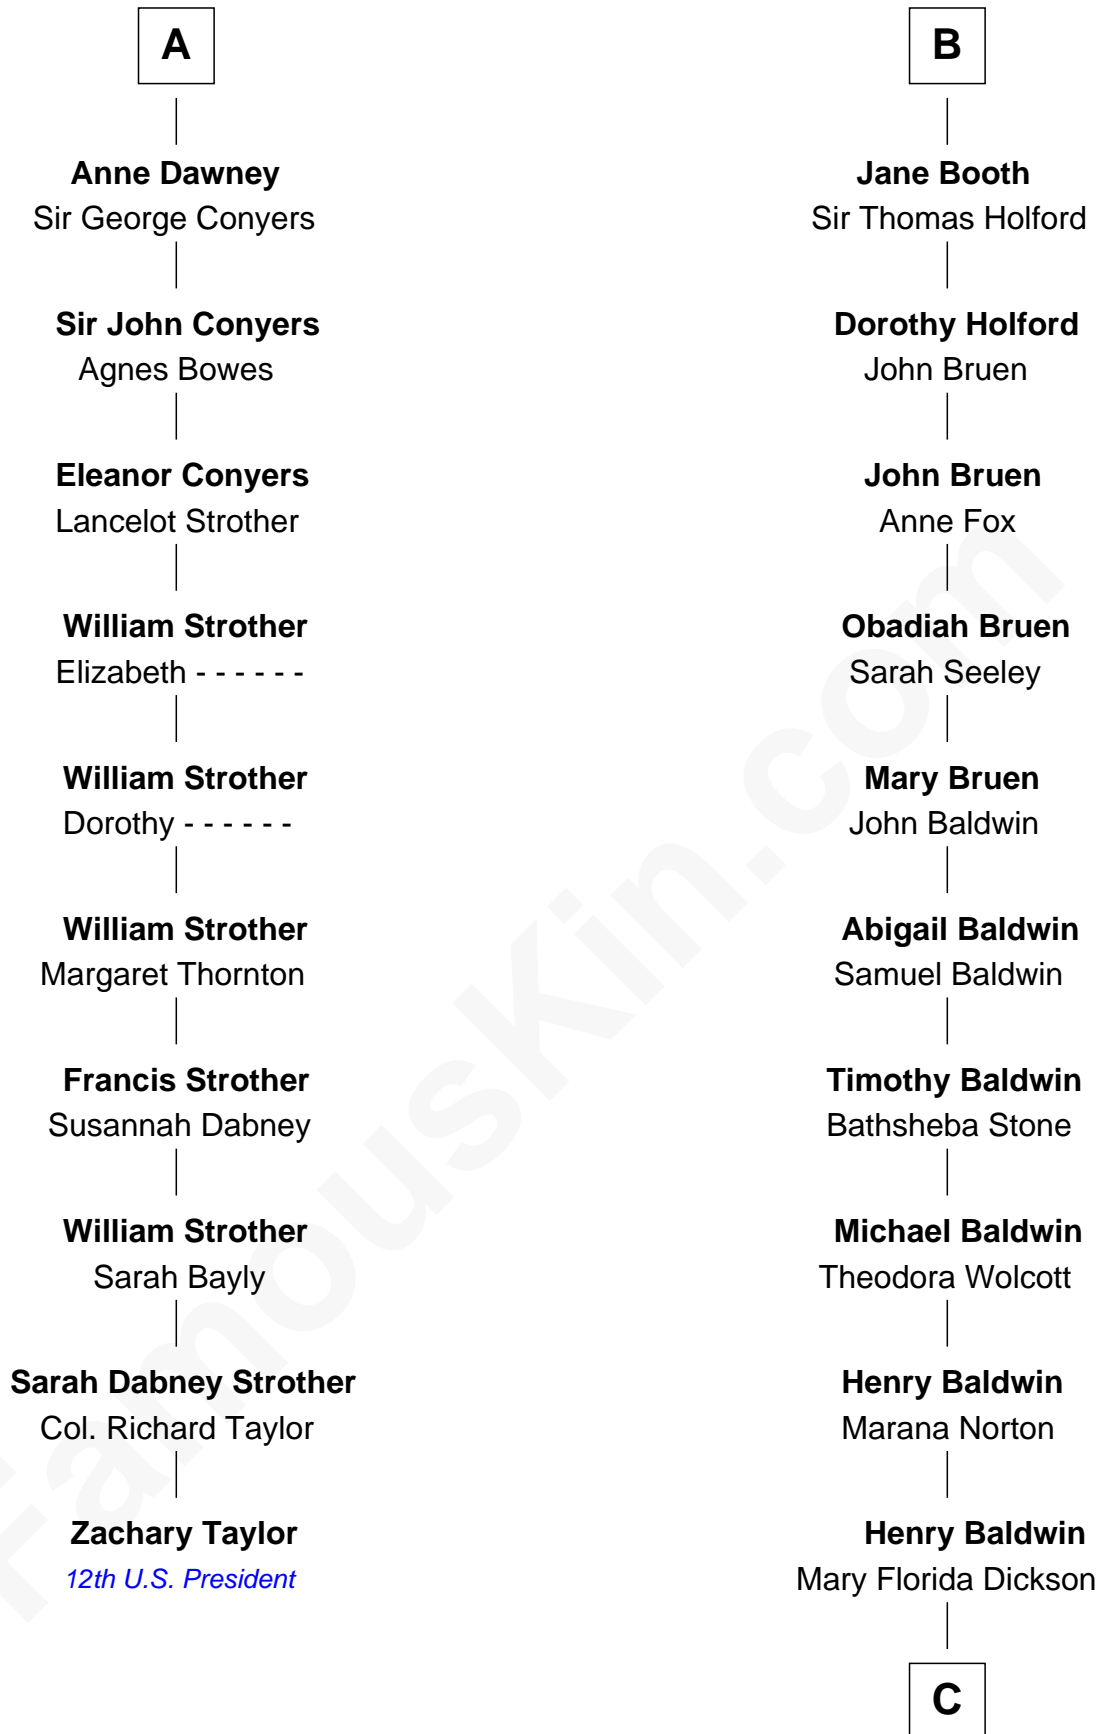 A
Anne Dawney
Sir George Conyers
Sir John Conyers
Agnes Bowes
Eleanor Conyers
Lancelot Strother
William Strother
Elizabeth - - - - - -
William Strother
Dorothy - - - - - -
William Strother
Margaret Thornton
Francis Strother
Susannah Dabney
William Strother
Sarah Bayly
Sarah Dabney Strother
Col. Richard Taylor
Zachary Taylor
12th U.S. President
B
Jane Booth
Sir Thomas Holford
Dorothy Holford
John Bruen
John Bruen
Anne Fox
Obadiah Bruen
Sarah Seeley
Mary Bruen
John Baldwin
Abigail Baldwin
Samuel Baldwin
Timothy Baldwin
Bathsheba Stone
Michael Baldwin
Theodora Wolcott
Henry Baldwin
Marana Norton
Henry Baldwin
Mary Florida Dickson
C
FamousKin.com